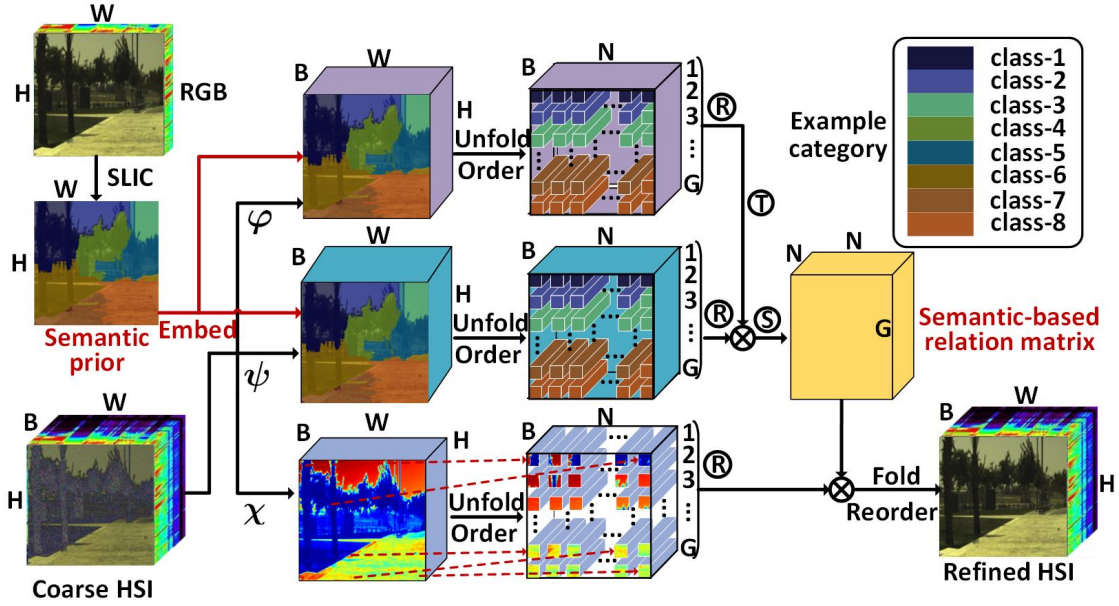 W
H
RGB
SLIC
W
H
Semantic
prior
Embed
B
W
H
Coarse HSI
φ
ψ
χ
B
W
H
Unfold
Order
B
N
1
2
3
⋮
G
Ⓡ
Ⓣ
B
W
H
Unfold
Order
B
N
1
2
3
⋮
G
Ⓡ
⊗
Ⓢ
B
W
H
Unfold
Order
B
N
1
2
3
⋮
G
Ⓡ
⊗
Example
category
class-1
class-2
class-3
class-4
class-5
class-6
class-7
class-8
N
N
G
Semantic-based
relation matrix
Fold
Reorder
B
W
H
Refined HSI